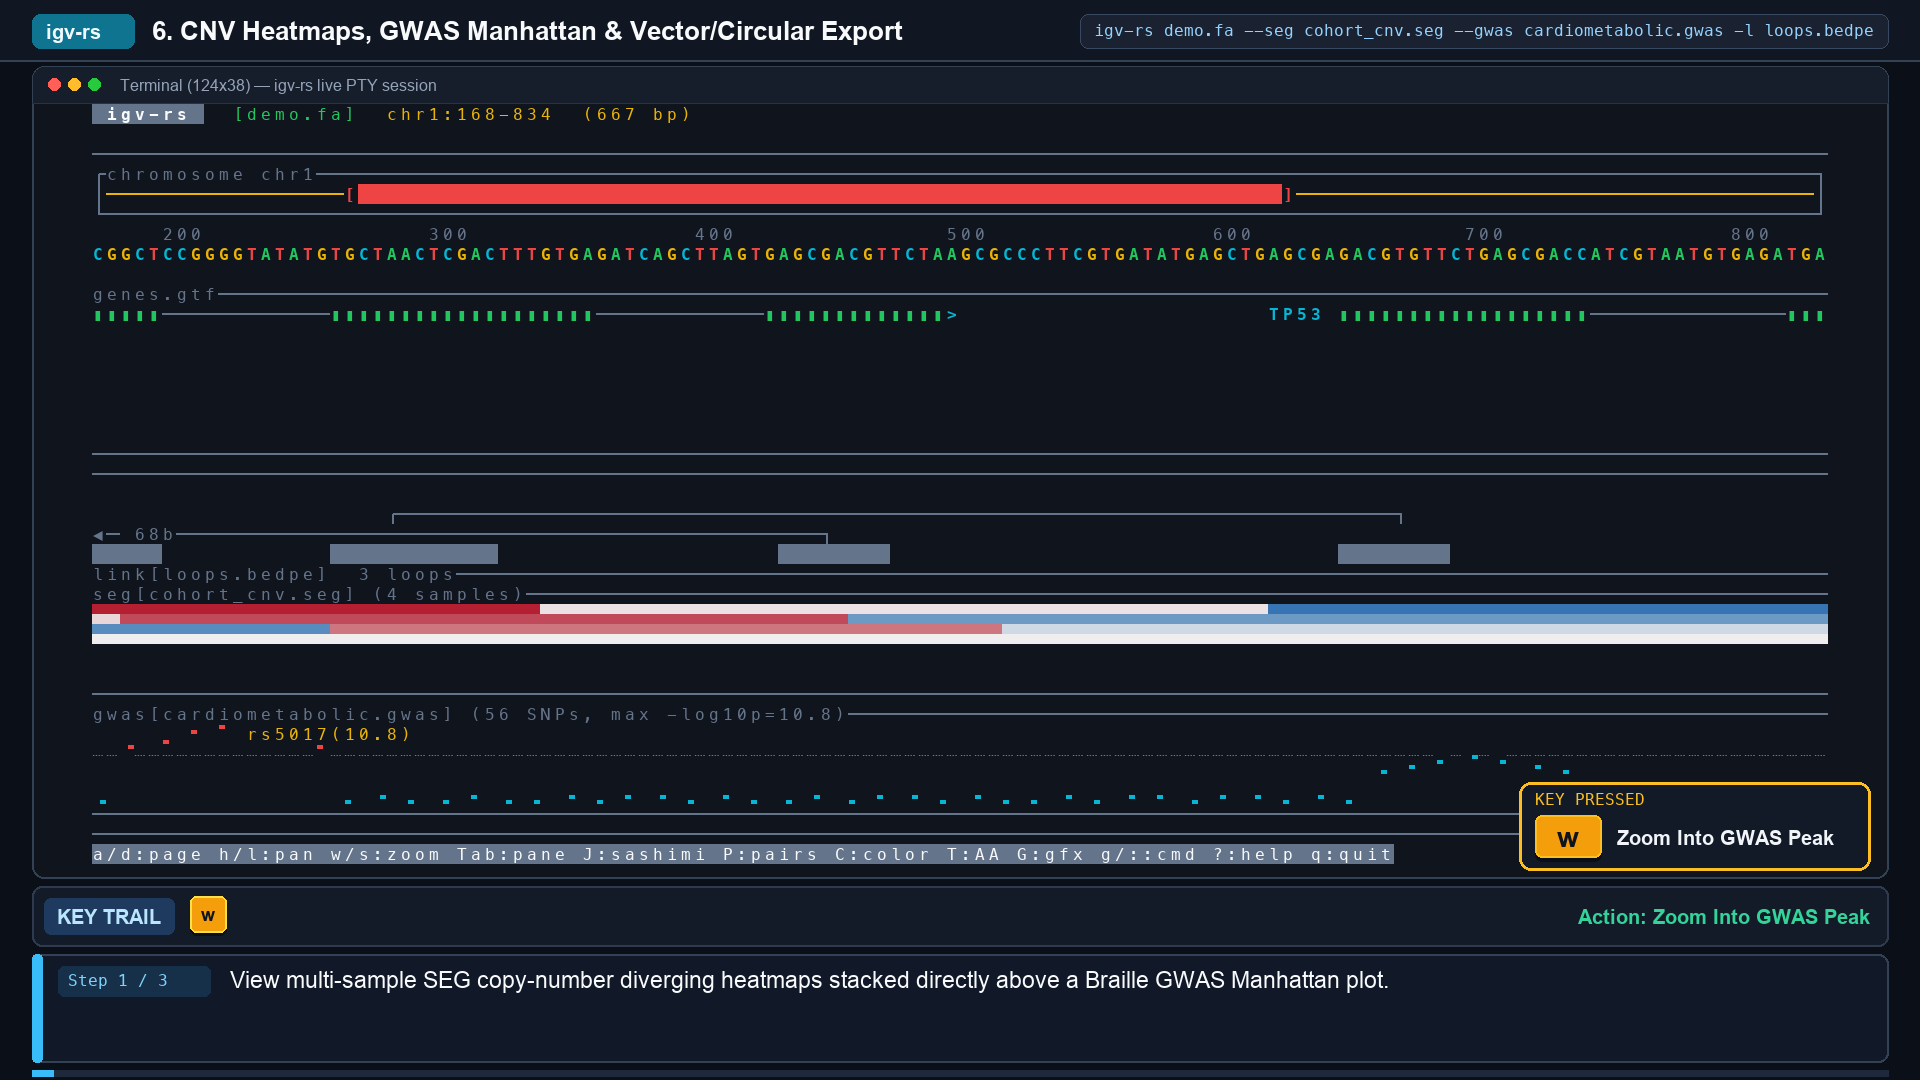 igv-rs
6. CNV Heatmaps, GWAS Manhattan & Vector/Circular Export
igv-rs demo.fa --seg cohort_cnv.seg --gwas cardiometabolic.gwas -l loops.bedpe
Terminal (124x38) — igv-rs live PTY session
igv-rs [demo.fa] chr1:168-834 (667 bp)
chromosome chr1
[ ]
200 300 400 500 600 700 800
CGGCTCCGGGGTATATGTGCTAACTCGACTTTGTGAGATCAGCTTAGTGAGCGACGTTCTAAGCGCCCTTCGTGATATGAGCTGAGCGAGACGTGTTCTGAGCGACCATCGTAATGTGAGATGA
genes.gtf
> TP53
◀─ 68b
link[loops.bedpe] 3 loops
seg[cohort_cnv.seg] (4 samples)
gwas[cardiometabolic.gwas] (56 SNPs, max -log10p=10.8)
rs5017(10.8)
KEY PRESSED
w Zoom Into GWAS Peak
a/d:page h/l:pan w/s:zoom Tab:pane J:sashimi P:pairs C:color T:AA G:gfx g/::cmd ?:help q:quit
KEY TRAIL w Action: Zoom Into GWAS Peak
Step 1 / 3 View multi-sample SEG copy-number diverging heatmaps stacked directly above a Braille GWAS Manhattan plot.